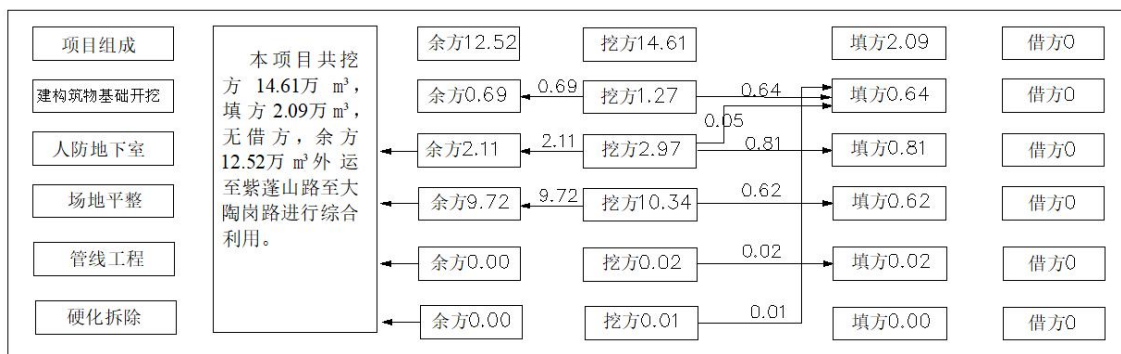 项目组成
本项目共挖
方 14.61万 m³,
填方 2.09万m³,
无借方，余方
12.52万 m³外 运
至紫蓬山路至大
陶岗路进行综合
利用。
余方12.52
挖方14.61
填方2.09
借方0
建构筑物基础开挖
余方0.69
0.69
挖方1.27
0.64
填方0.64
借方0
0.05
人防地下室
余方2.11
2.11
挖方2.97
0.81
填方0.81
借方0
场地平整
余方9.72
9.72
挖方10.34
0.62
填方0.62
借方0
管线工程
余方0.00
挖方0.02
0.02
填方0.02
借方0
硬化拆除
余方0.00
挖方0.01
0.01
填方0.00
借方0